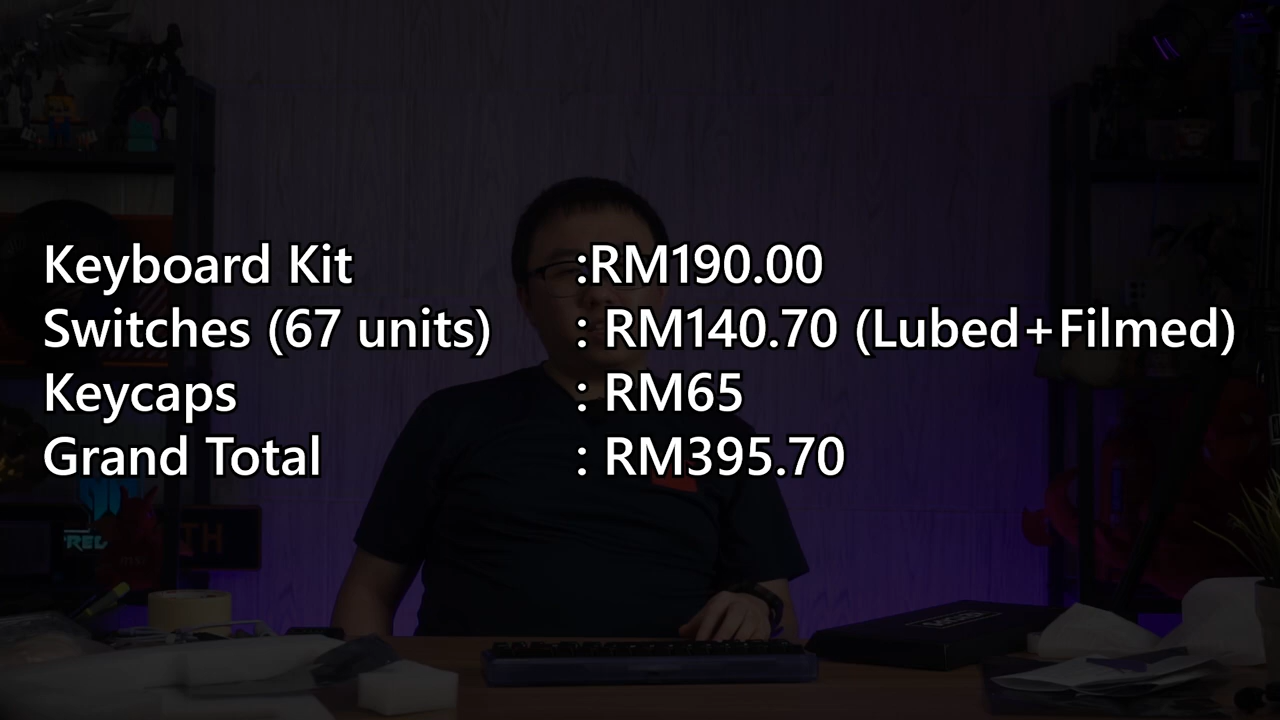 Keyboard Kit :RM190.00
Switches (67 units) : RM140.70 (Lubed+Filmed)
Keycaps : RM65
Grand Total : RM395.70